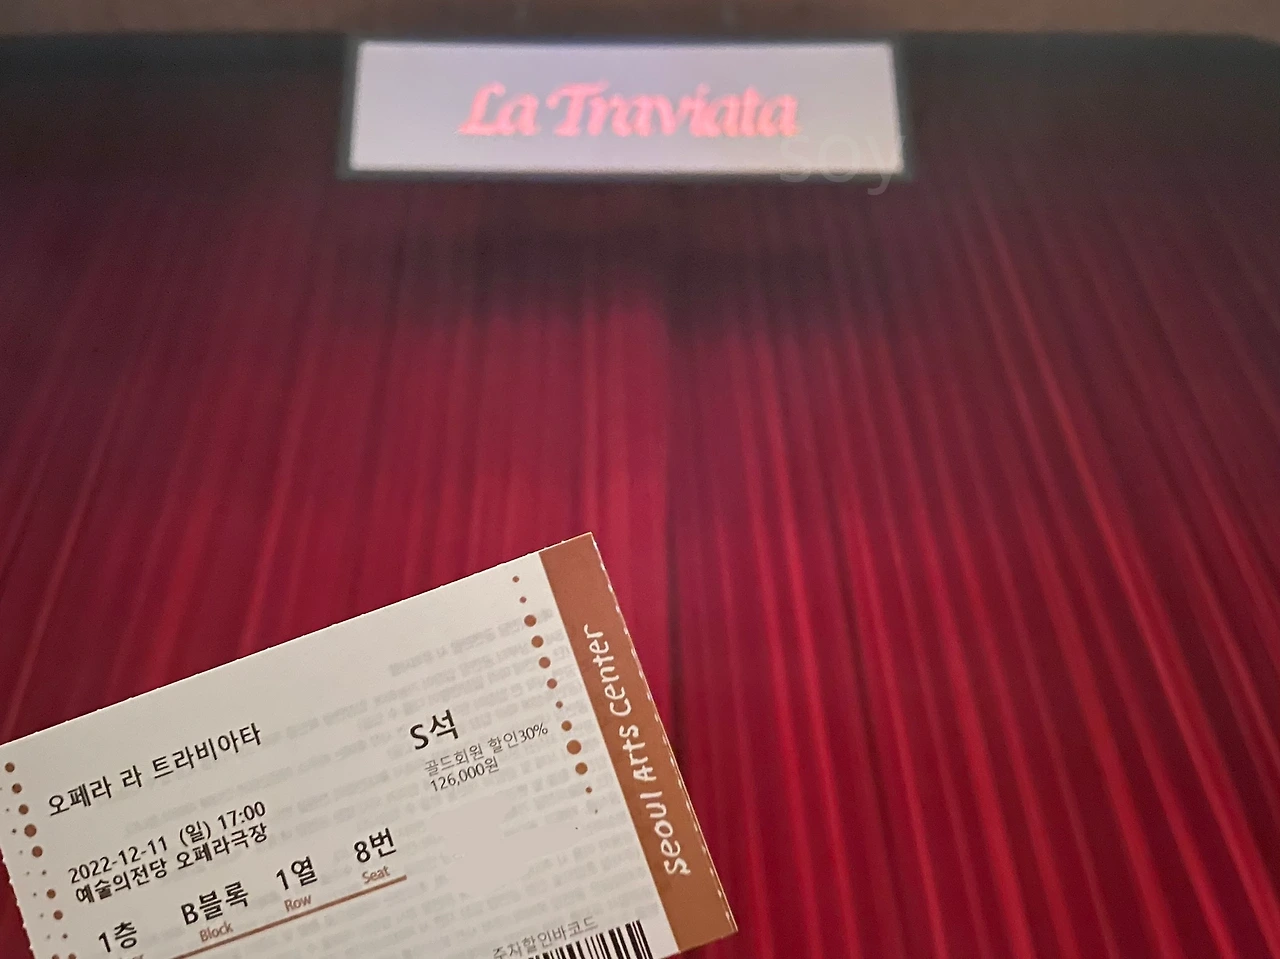 La Traviata
soy
오페라 라 트라비아타
S석
골드회원 할인30%
126,000원
2022-12-11 (일) 17:00
예술의전당 오페라극장
1층 B블록 1열 8번
Block Row Seat
주차할인바코드
Seoul Arts Center